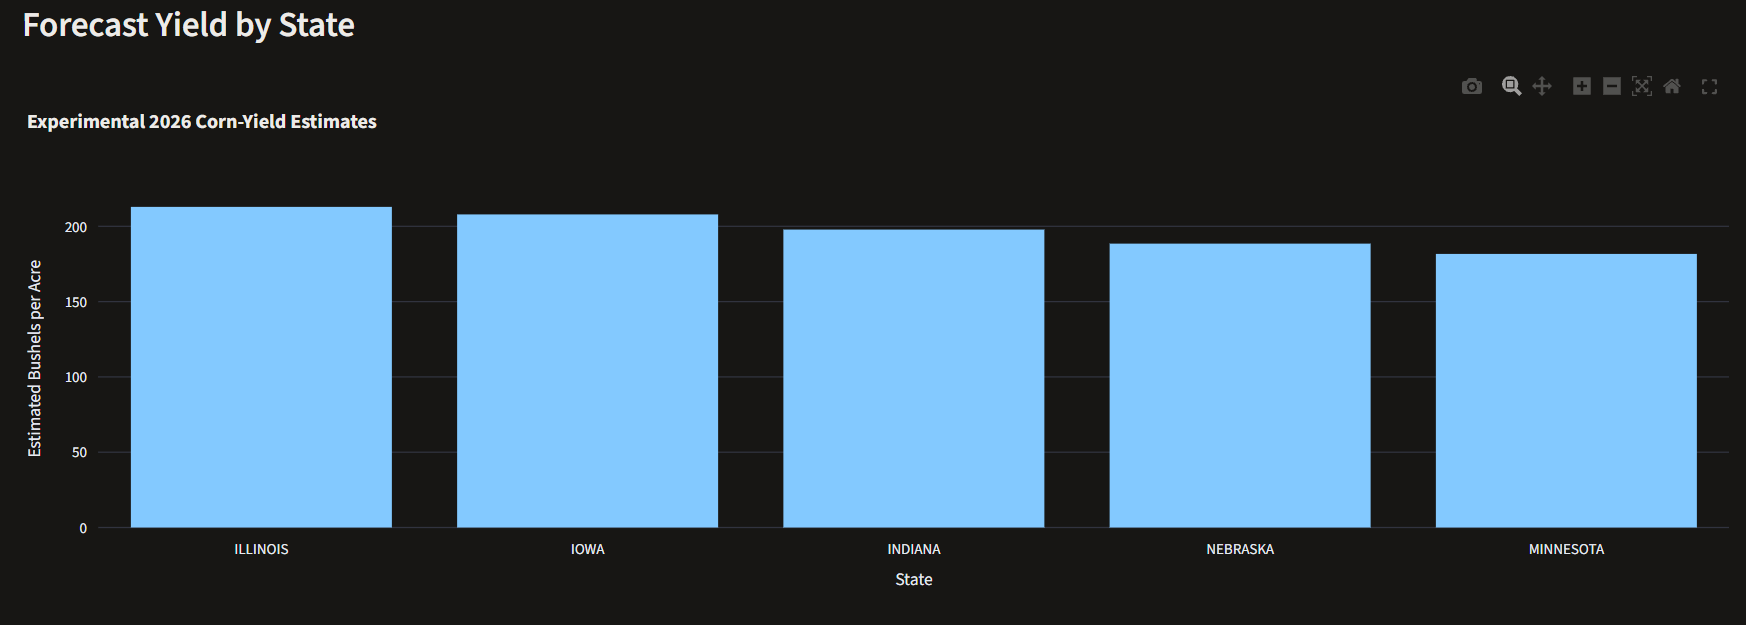 Forecast Yield by State
Experimental 2026 Corn-Yield Estimates
Estimated Bushels per Acre
200
150
100
50
0
ILLINOIS
IOWA
INDIANA
NEBRASKA
MINNESOTA
State